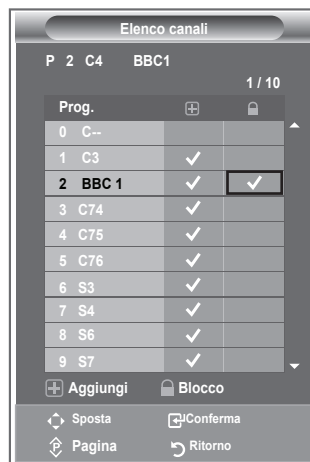 Elenco canali
P 2 C4 BBC1
1 / 10
Prog.
0 C--
1 C3
2 BBC 1
3 C74
4 C75
5 C76
6 S3
7 S4
8 S6
9 S7
Aggiungi Blocco
Sposta Conferma
P Pagina Ritorno